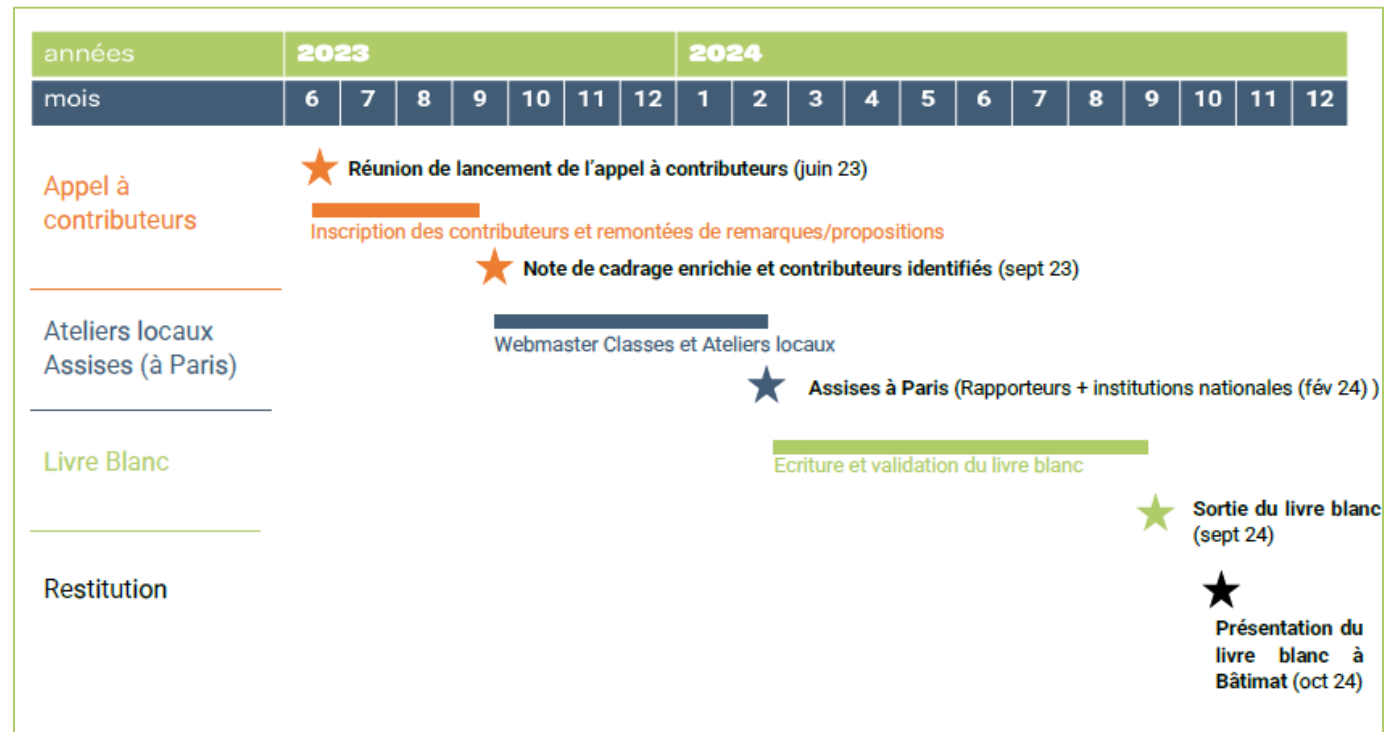 années 2023 2024
mois 6 7 8 9 10 11 12 1 2 3 4 5 6 7 8 9 10 11 12
Appel à
contributeurs
Réunion de lancement de l'appel à contributeurs (juin 23)
Inscription des contributeurs et remontées de remarques/propositions
Note de cadrage enrichie et contributeurs identifiés (sept 23)
Ateliers locaux
Assises (à Paris)
Webmaster Classes et Ateliers locaux
Assises à Paris (Rapporteurs + institutions nationales (fév 24) )
Livre Blanc
Ecriture et validation du livre blanc
Sortie du livre blanc
(sept 24)
Restitution
Présentation du
livre blanc à
Bâtimat (oct 24)